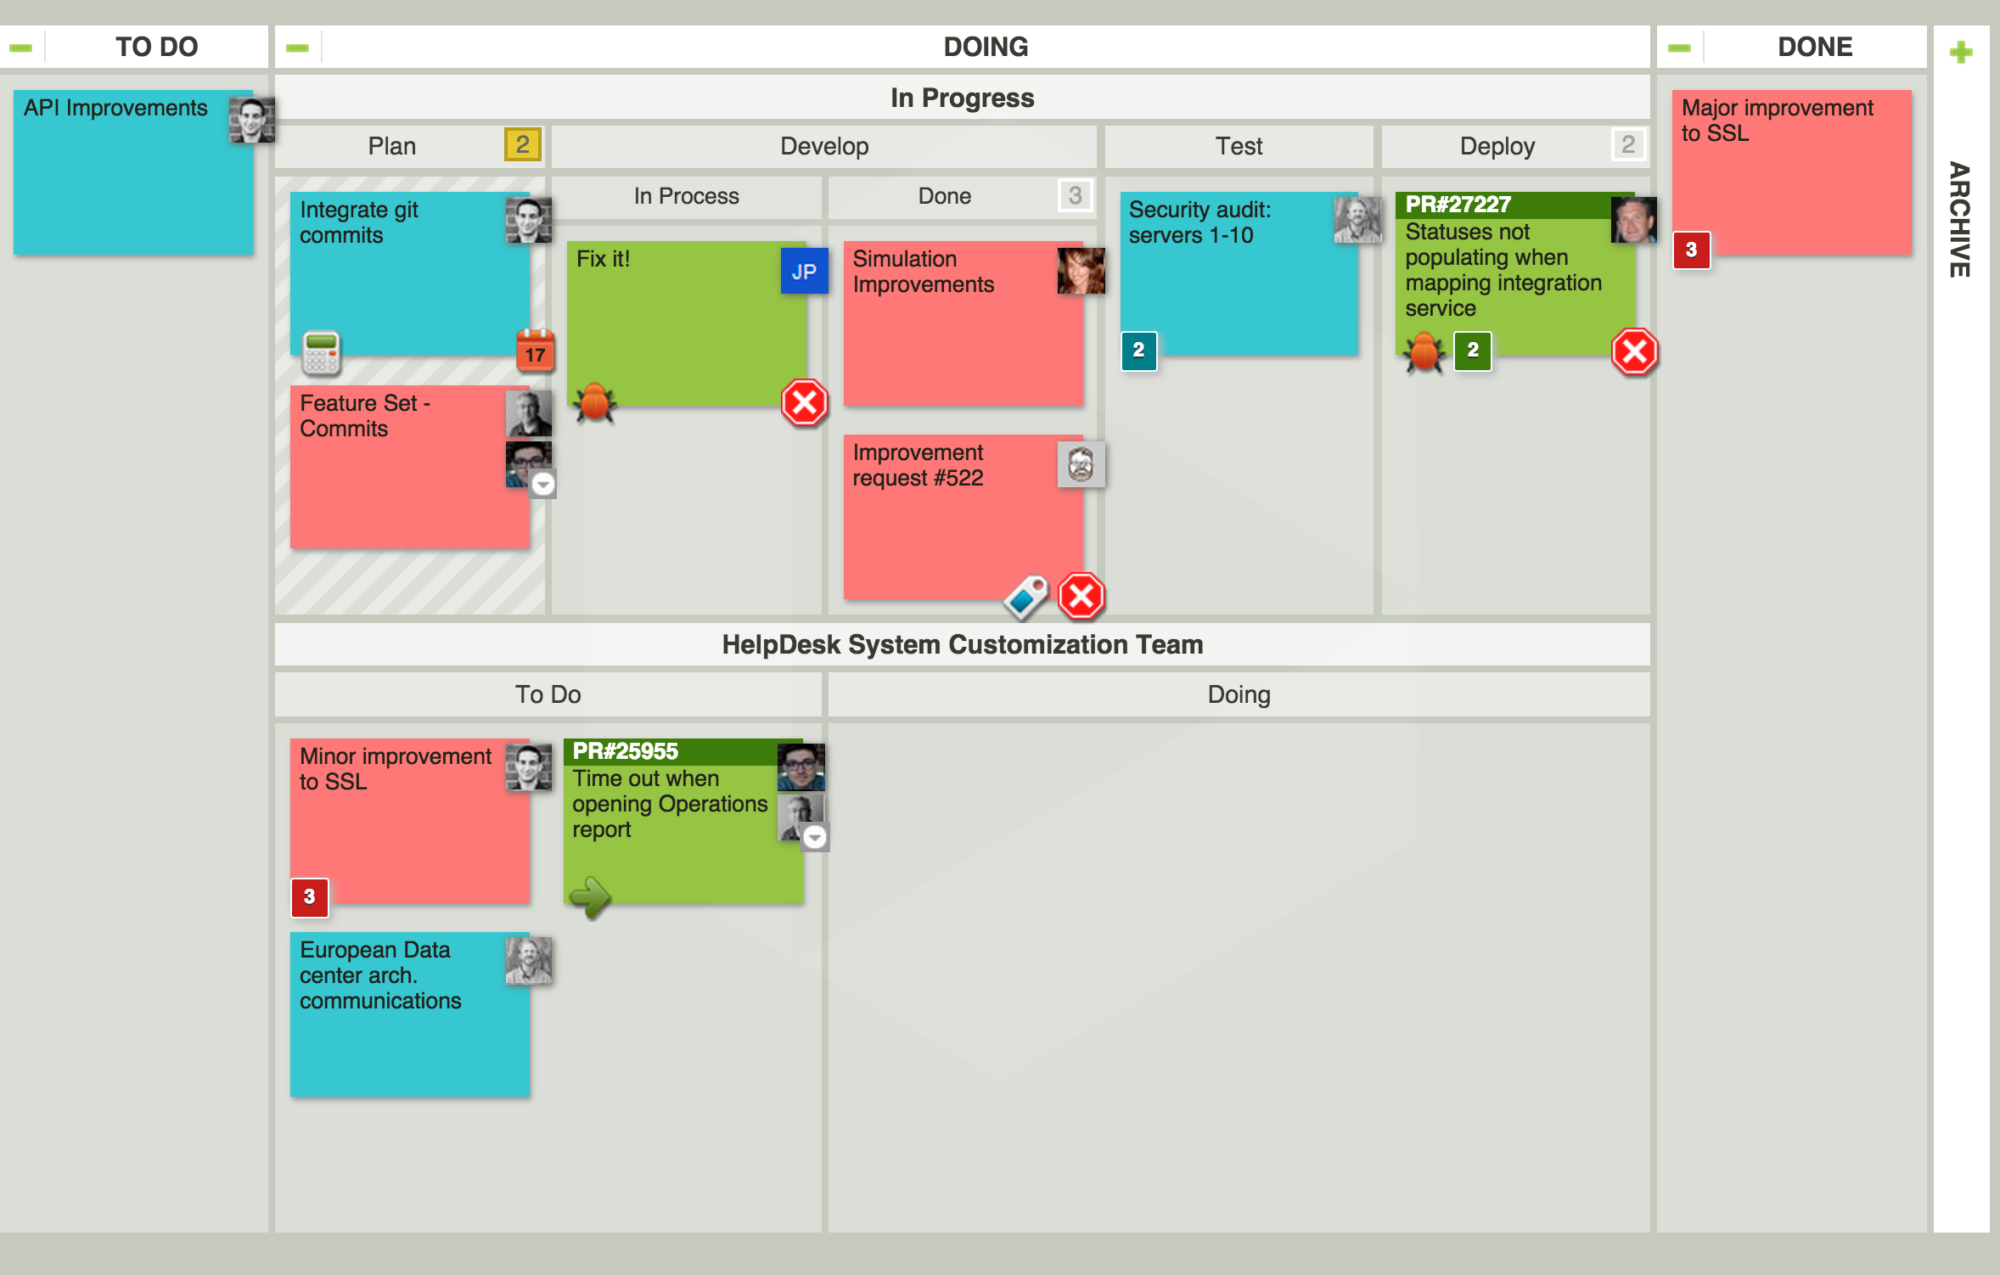 TO DO
DOING
DONE
ARCHIVE
API Improvements
In Progress
Plan
2
Develop
Test
Deploy
2
In Process
Done
3
Integrate git
commits
17
Feature Set -
Commits
Fix it!
JP
Simulation
Improvements
Improvement
request #522
Security audit:
servers 1-10
2
PR#27227
Statuses not
populating when
mapping integration
service
2
Major improvement
to SSL
3
HelpDesk System Customization Team
To Do
Doing
Minor improvement
to SSL
3
PR#25955
Time out when
opening Operations
report
European Data
center arch.
communications